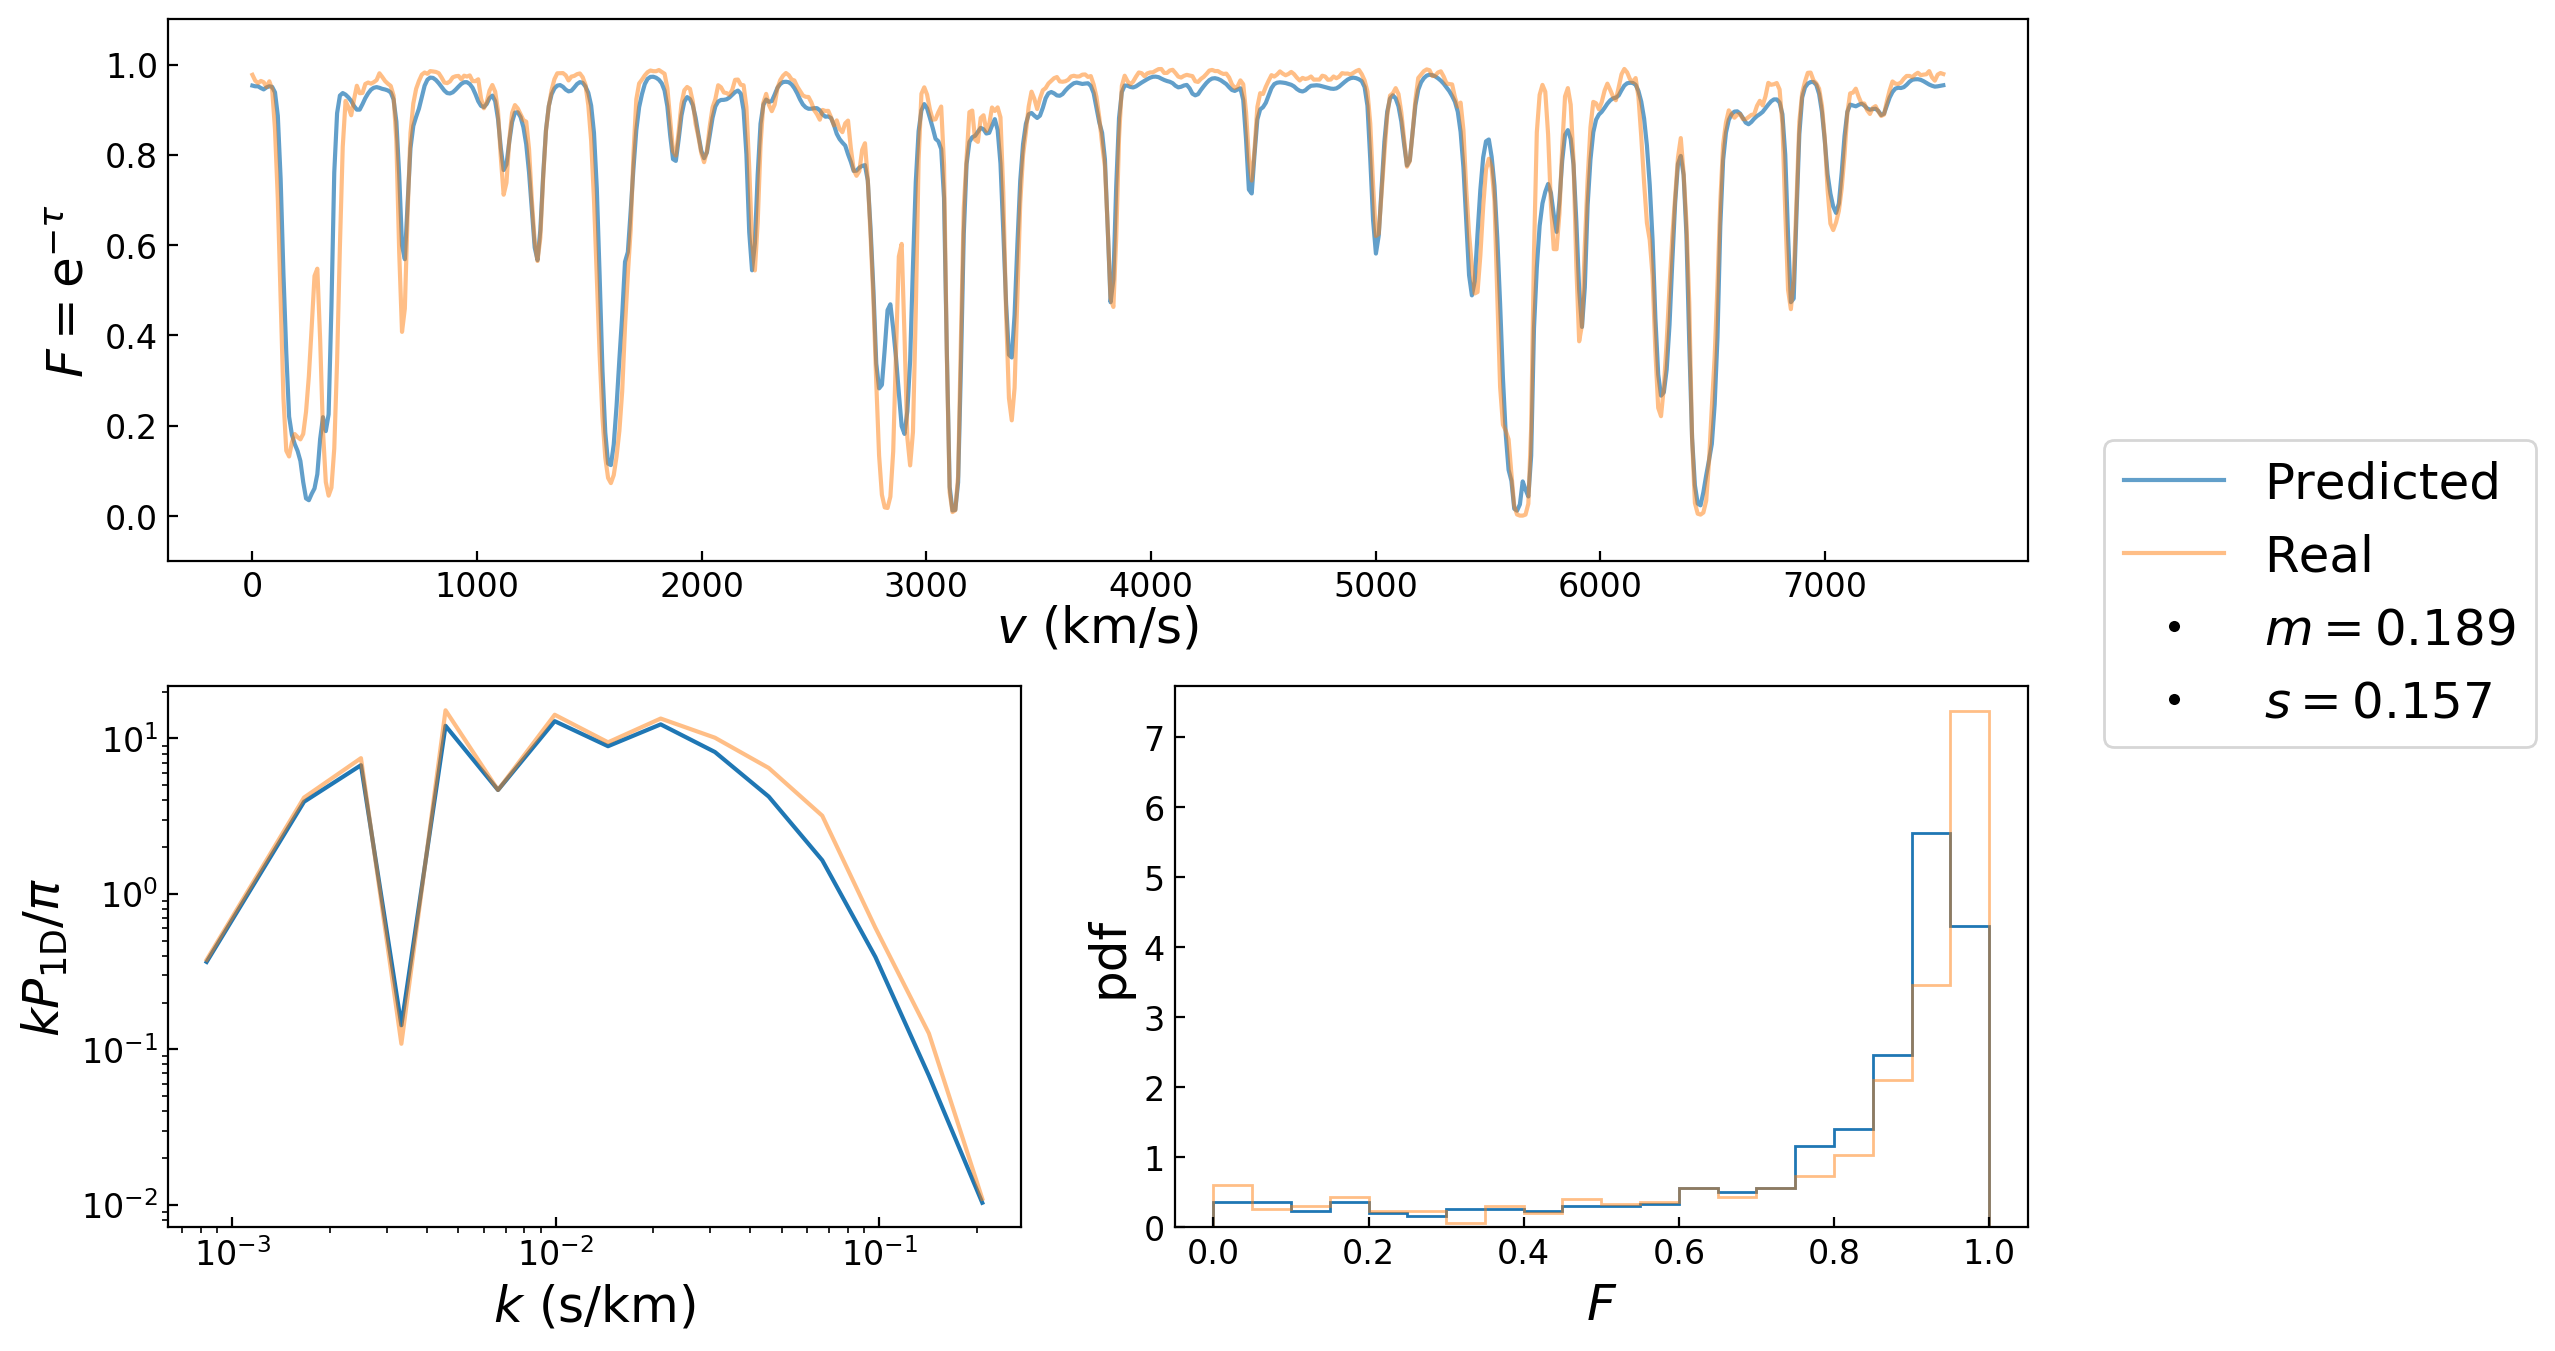 F = e^{−τ}
1.0
0.8
0.6
0.4
0.2
0.0
0 1000 2000 3000 4000 5000 6000 7000
v (km/s)
Predicted
Real
m = 0.189
s = 0.157
kP_{1D}/π
10^1
10^0
10^{−1}
10^{−2}
10^{−3} 10^{−2} 10^{−1}
k (s/km)
pdf
7
6
5
4
3
2
1
0
0.0 0.2 0.4 0.6 0.8 1.0
F